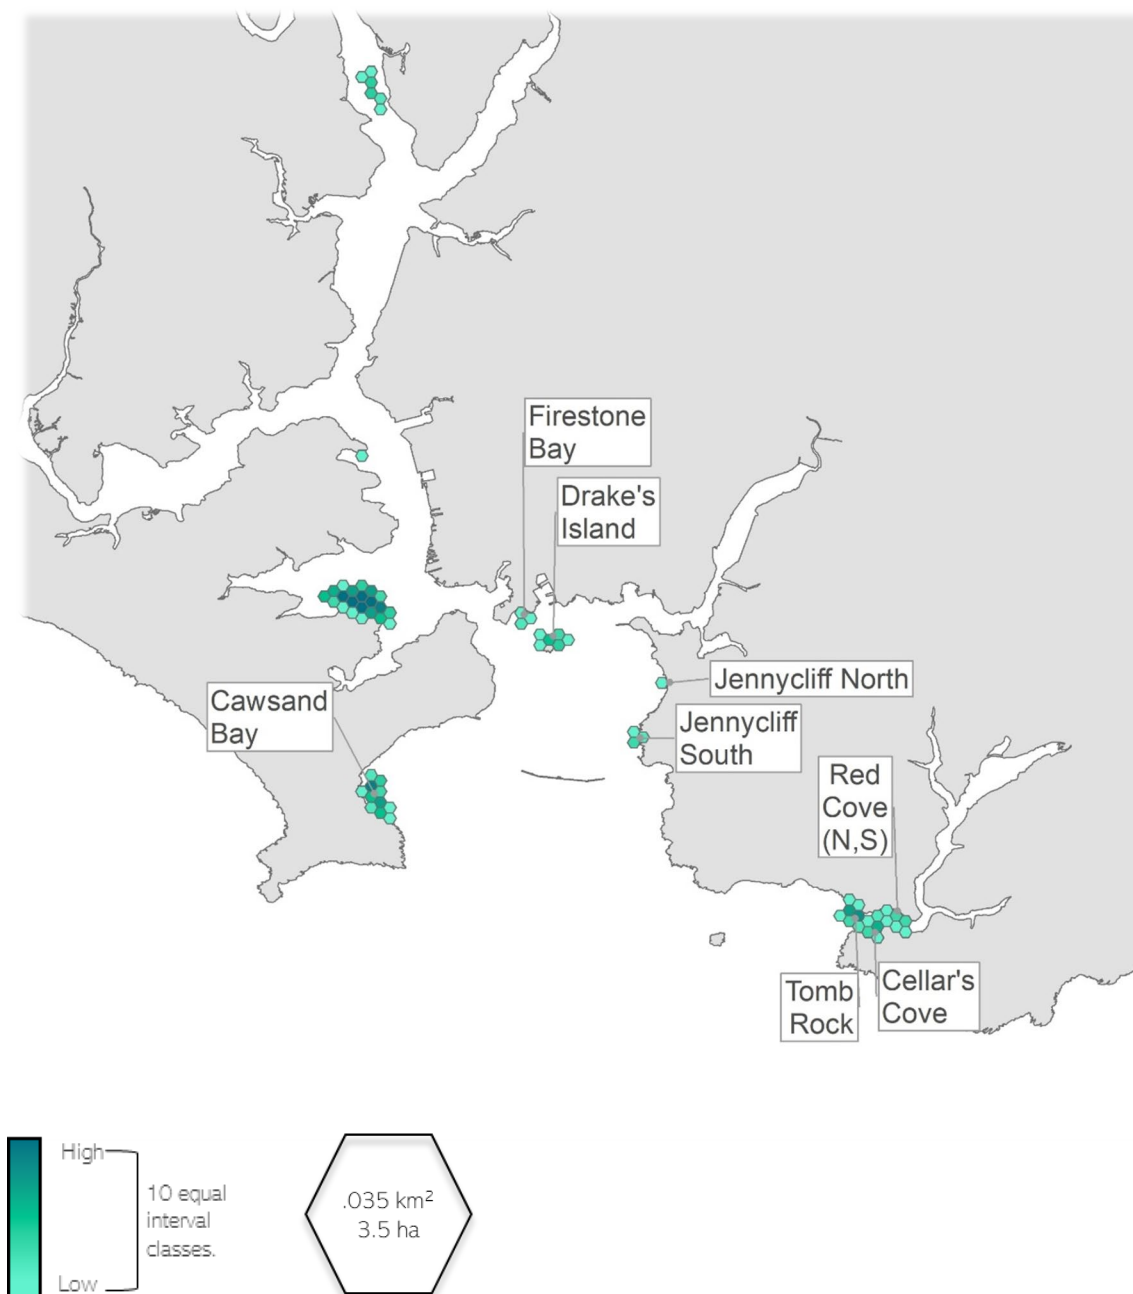 Firestone
Bay
Drake's
Island
Jennycliff North
Cawsand
Bay
Jennycliff
South
Red
Cove
(N,S)
Tomb
Rock
Cellar's
Cove
High
10 equal
interval
classes.
Low
.035 km²
3.5 ha